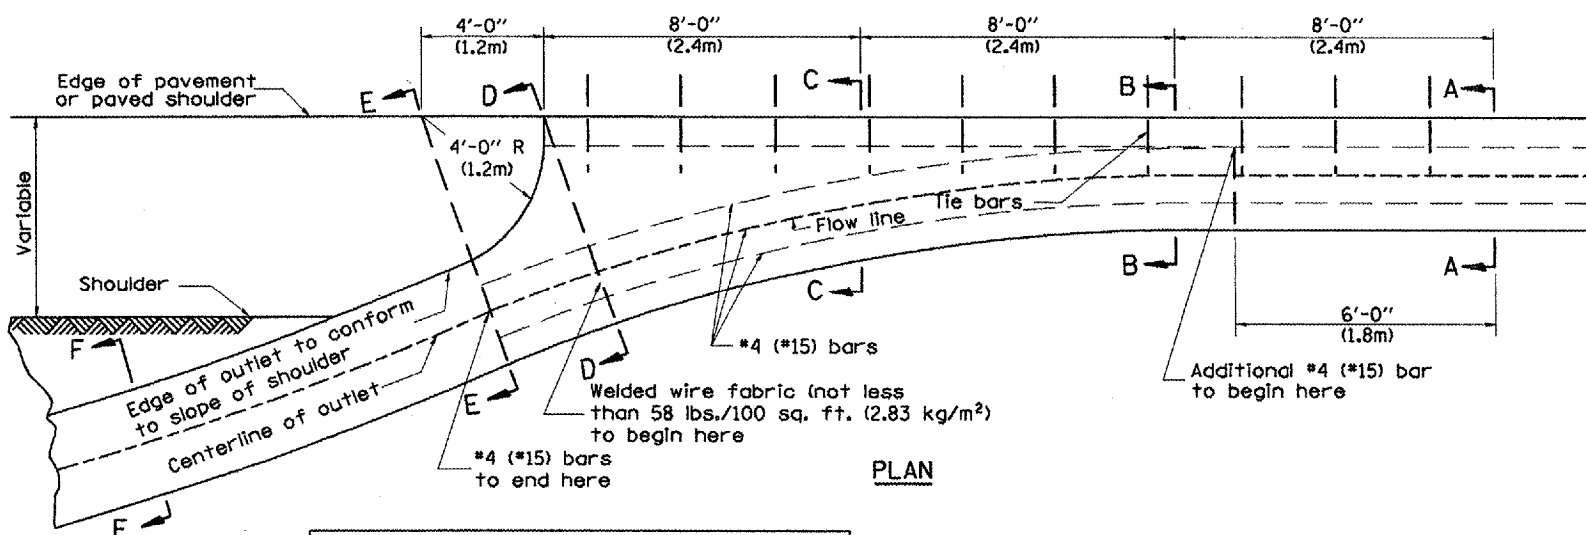 4'-0"
(1.2m)
8'-0"
(2.4m)
8'-0"
(2.4m)
8'-0"
(2.4m)
Edge of pavement
or paved shoulder
E
D
C
B
A
4'-0" R
(1.2m)
Variable
Tie bars
Flow line
Shoulder
C
B
A
F
6'-0"
(1.8m)
#4 (#15) bars
D
E
Edge of outlet to conform
to slope of shoulder
Centerline of outlet
Welded wire fabric (not less
than 58 lbs./100 sq. ft. (2.83 kg/m²)
to begin here
Additional #4 (#15) bar
to begin here
#4 (#15) bars
to end here
PLAN
F